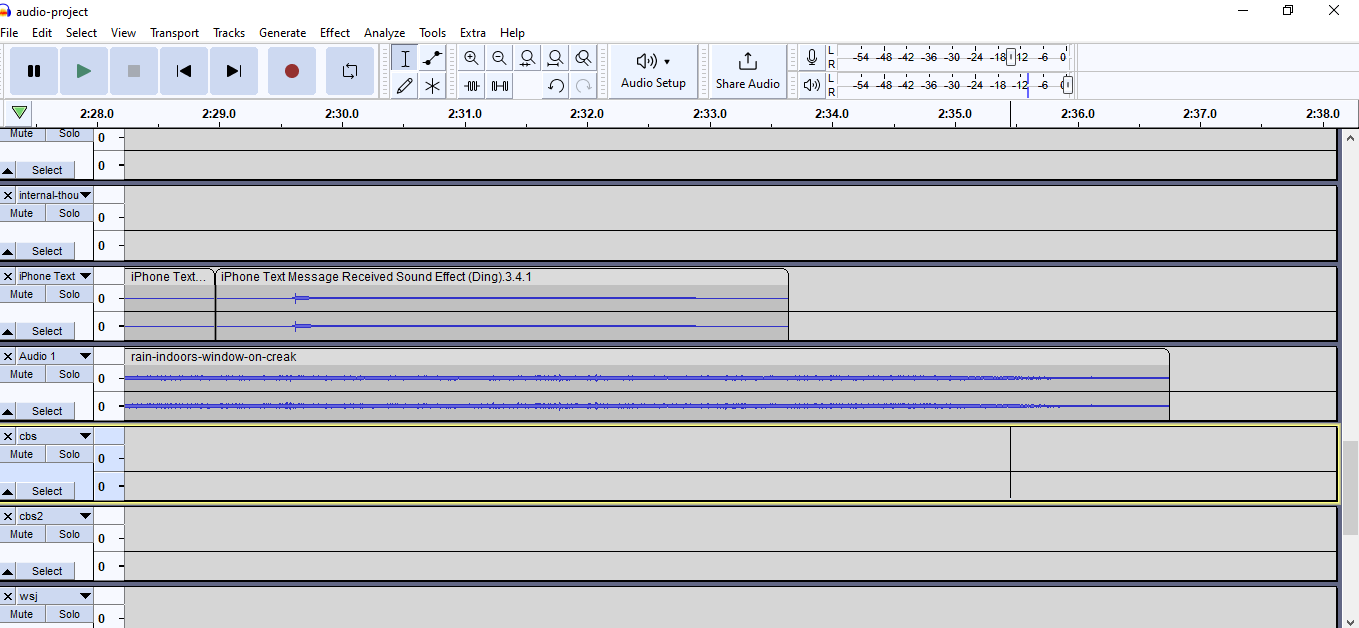 audio-project
File Edit Select View Transport Tracks Generate Effect Analyze Tools Extra Help
Audio Setup
Share Audio
L
R
-54 -48 -42 -36 -30 -24 -18 -12 -6 0
L
R
-54 -48 -42 -36 -30 -24 -18 -12 -6 0
2:28.0 2:29.0 2:30.0 2:31.0 2:32.0 2:33.0 2:34.0 2:35.0 2:36.0 2:37.0 2:38.0
Mute Solo 0
0
Select
internal-thou
Mute Solo 0
0
Select
iPhone Text iPhone Text... iPhone Text Message Received Sound Effect (Ding).3.4.1
Mute Solo 0
0
Select
Audio 1 rain-indoors-window-on-creak
Mute Solo 0
0
Select
cbs
Mute Solo 0
0
Select
cbs2
Mute Solo 0
0
Select
wsj
Mute Solo 0